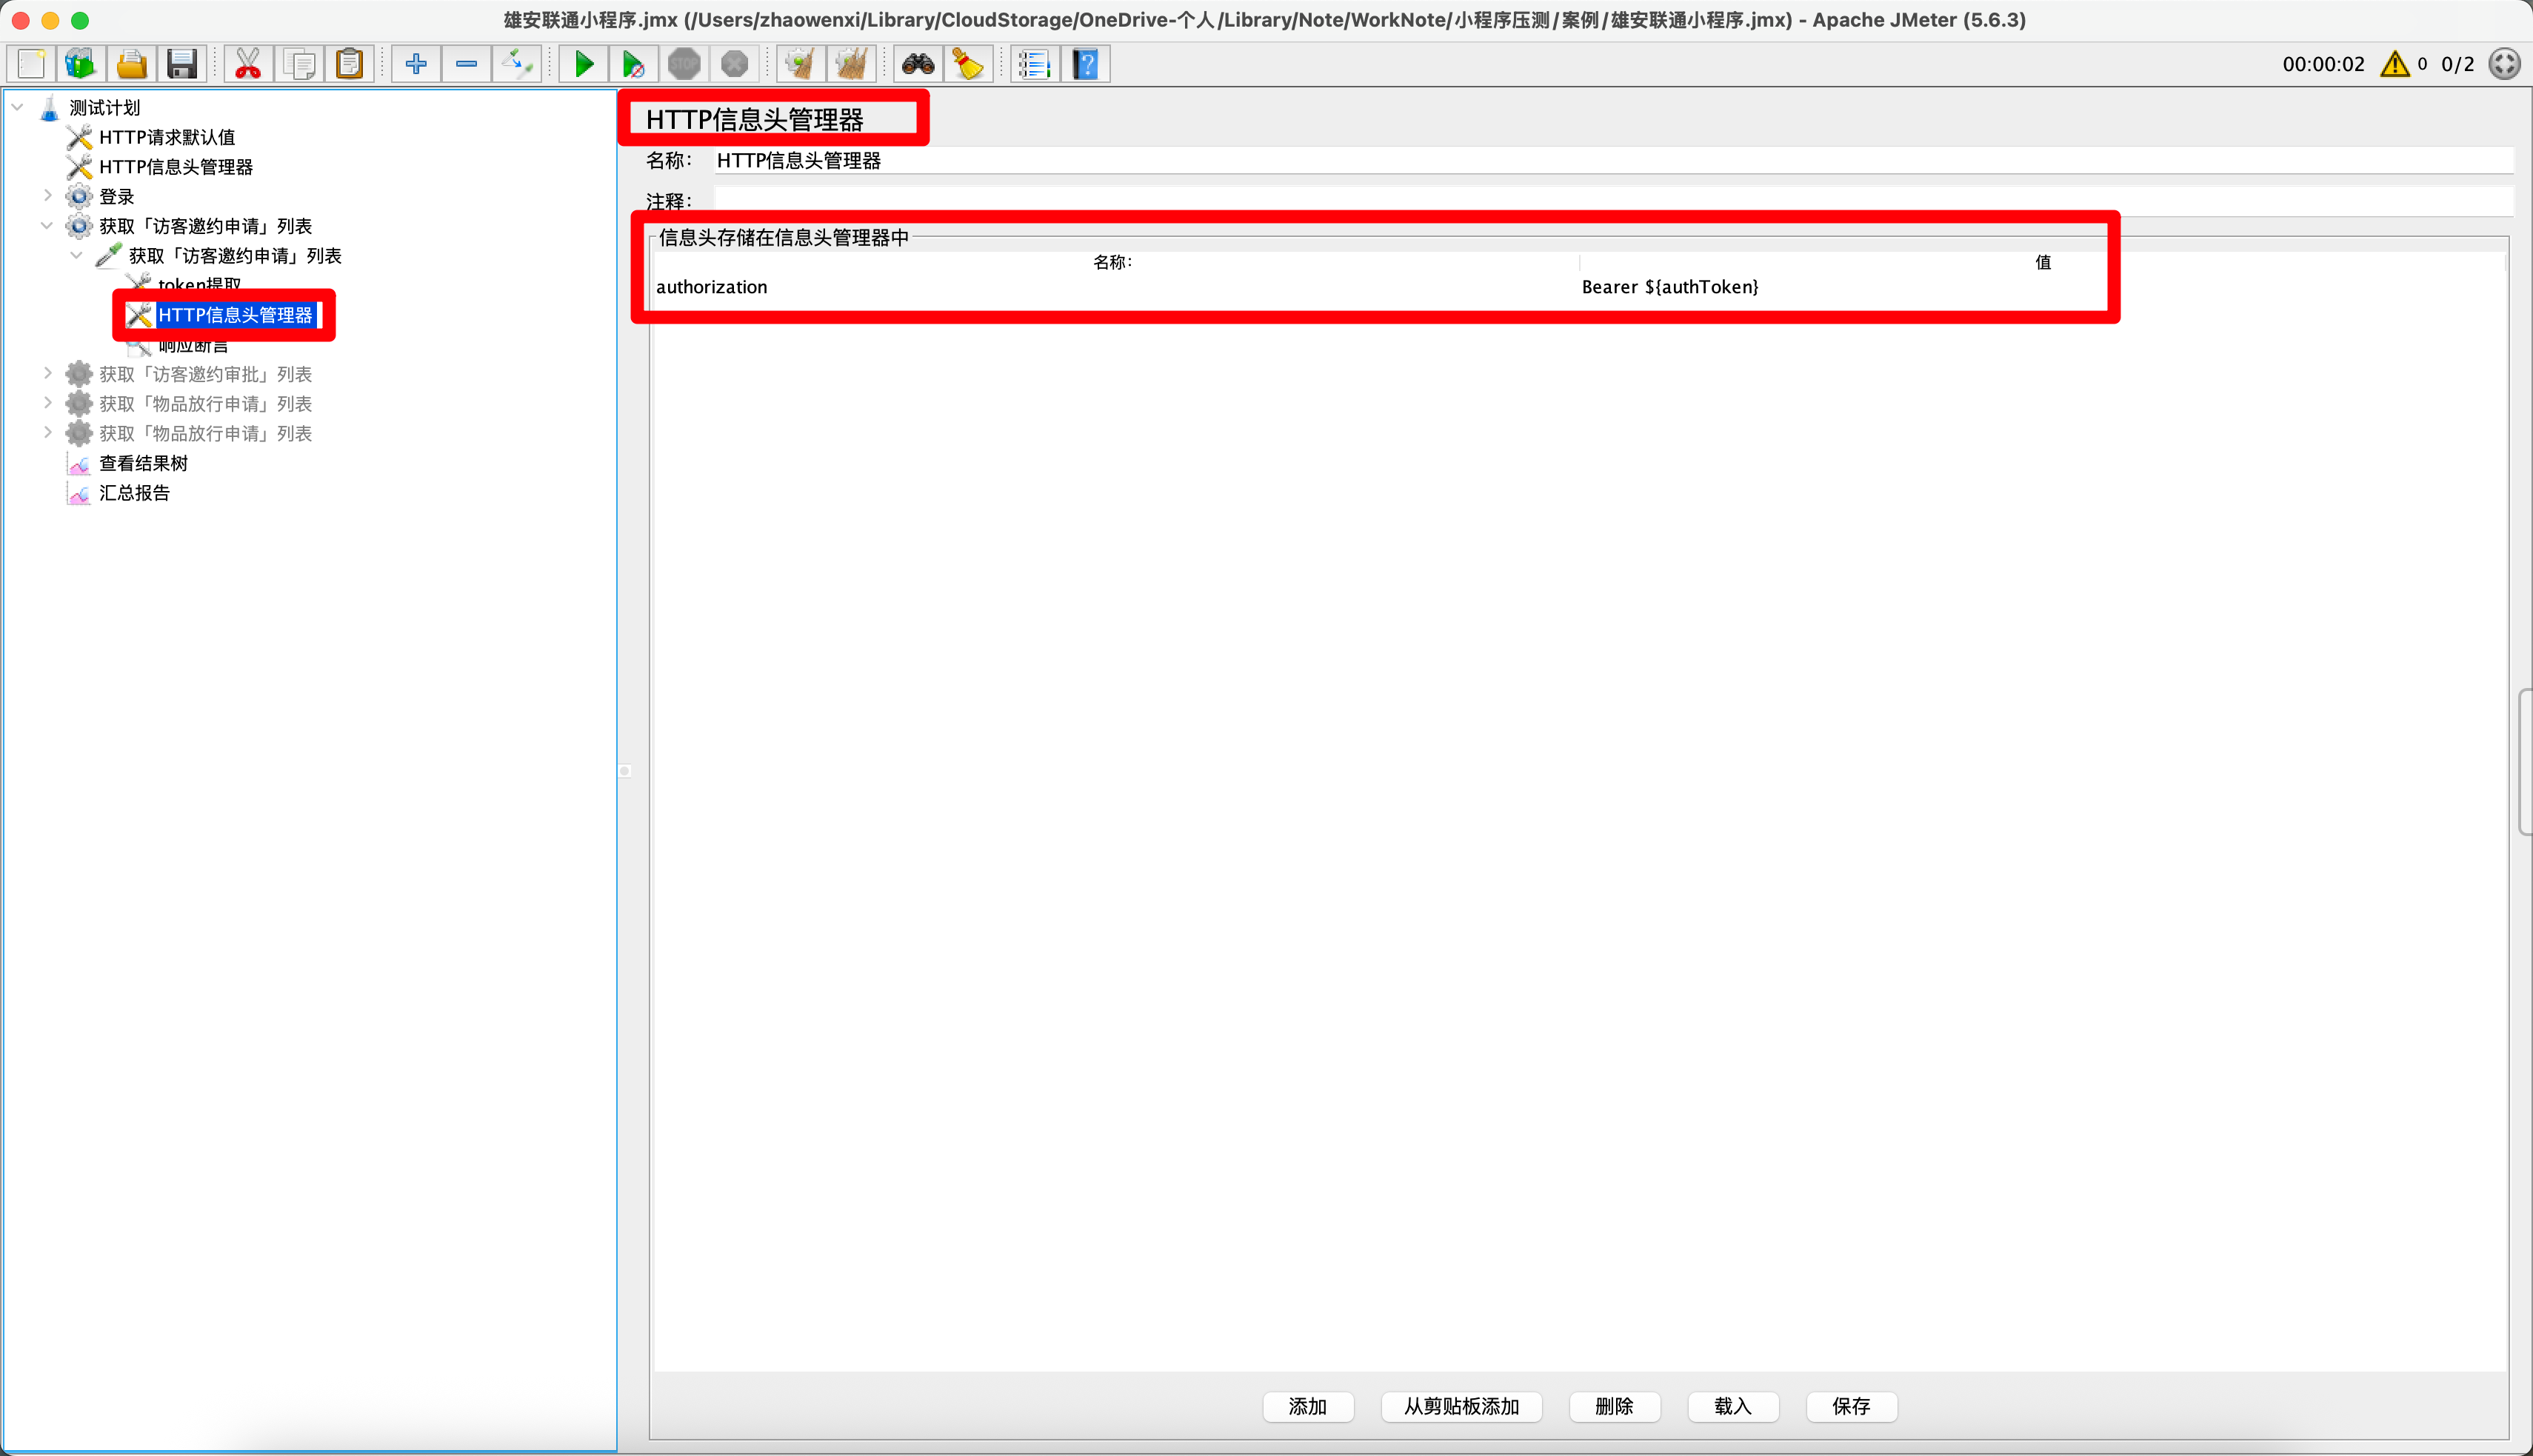 雄安联通小程序.jmx (/Users/zhaowenxi/Library/CloudStorage/OneDrive-个人/Library/Note/WorkNote/小程序压测/案例/雄安联通小程序.jmx) - Apache JMeter (5.6.3)
STOP
00:00:02 0 0/2
测试计划
HTTP请求默认值
HTTP信息头管理器
登录
获取「访客邀约申请」列表
获取「访客邀约申请」列表
token提取
HTTP信息头管理器
响应断言
获取「访客邀约审批」列表
获取「物品放行申请」列表
获取「物品放行申请」列表
查看结果树
汇总报告
HTTP信息头管理器
名称: HTTP信息头管理器
注释:
信息头存储在信息头管理器中
名称: 值
authorization Bearer ${authToken}
添加 从剪贴板添加 删除 载入 保存